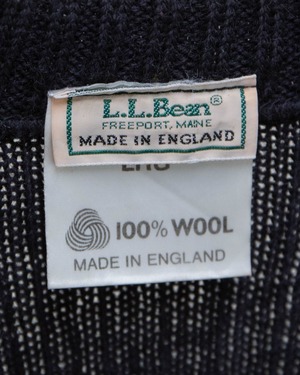 L.L.Bean®
FREEPORT, MAINE
MADE IN ENGLAND
100% WOOL
MADE IN ENGLAND